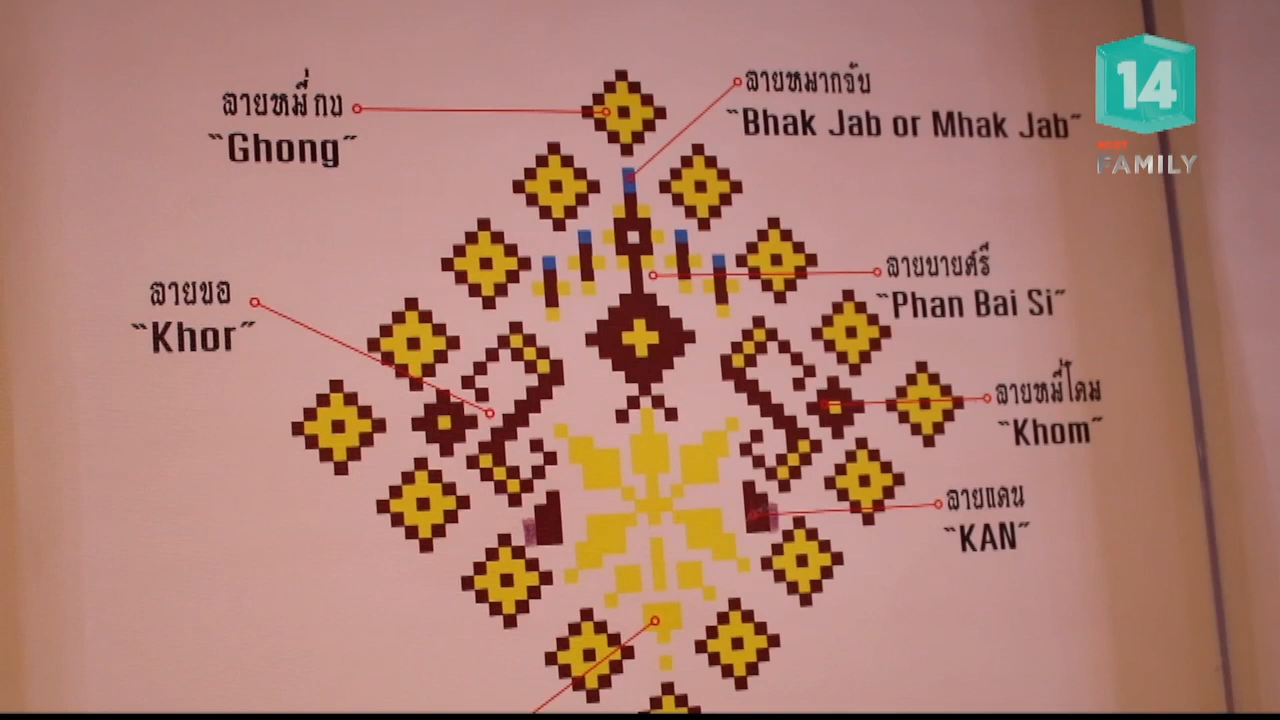 ลายหมี่กบ
“Ghong”
ลายหมากจับ
“Bhak Jab or Mhak Jab”
14
FAMILY
ลายบายศรี
“Phan Bai Si”
ลายขอ
“Khor”
ลายหมี่โคม
“Khom”
ลายแคน
“KAN”